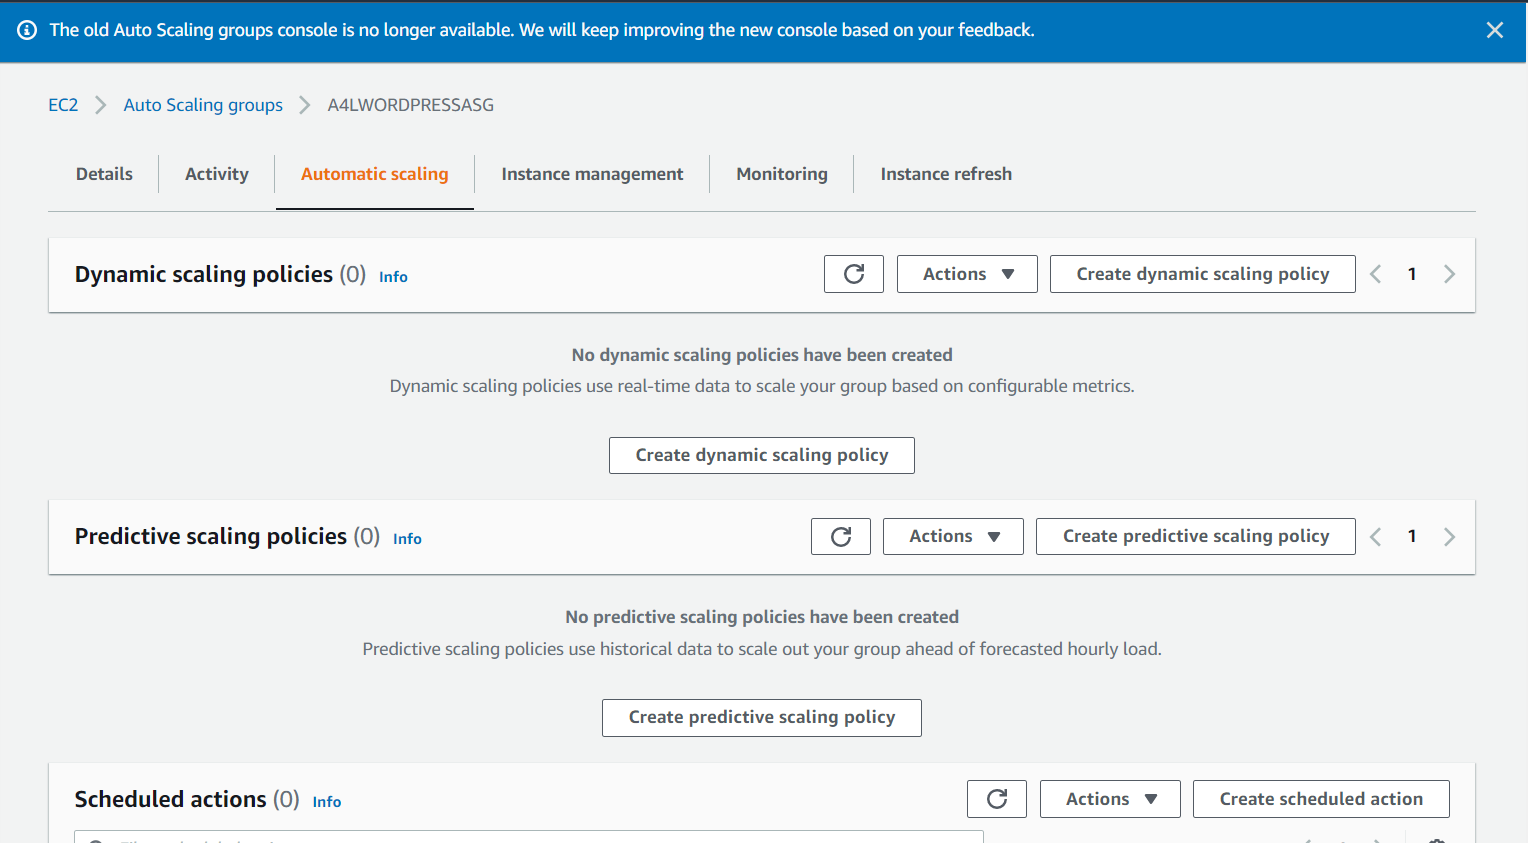 The old Auto Scaling groups console is no longer available. We will keep improving the new console based on your feedback.
EC2 > Auto Scaling groups > A4LWORDPRESSASG
Details Activity Automatic scaling Instance management Monitoring Instance refresh
Dynamic scaling policies (0) Info Actions Create dynamic scaling policy 1
No dynamic scaling policies have been created
Dynamic scaling policies use real-time data to scale your group based on configurable metrics.
Create dynamic scaling policy
Predictive scaling policies (0) Info Actions Create predictive scaling policy 1
No predictive scaling policies have been created
Predictive scaling policies use historical data to scale out your group ahead of forecasted hourly load.
Create predictive scaling policy
Scheduled actions (0) Info Actions Create scheduled action